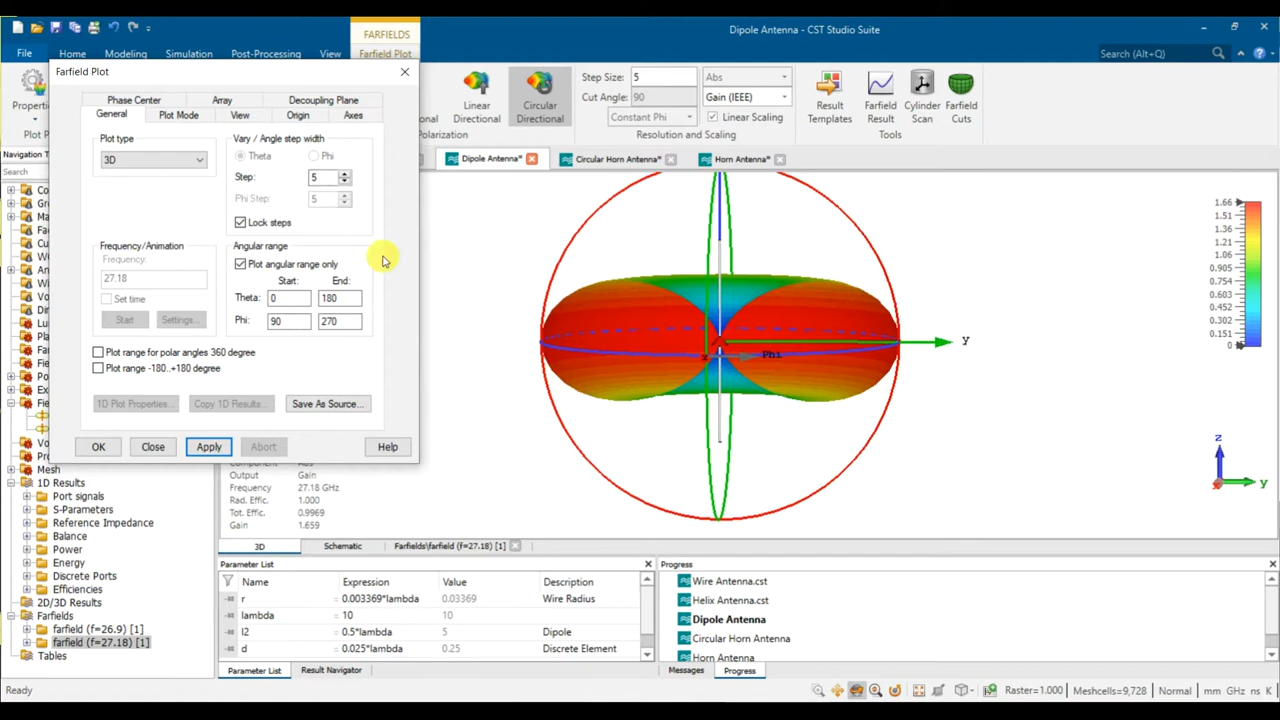 FARFIELDS
Dipole Antenna - CST Studio Suite
File Home Modeling Simulation Post-Processing View Farfield Plot Search (Alt+Q)
Farfield Plot
Properties
Phase Center Array Decoupling Plane
General Plot Mode View Origin Axes
Linear Directional
Circular Directional
Polarization
Step Size: 5 Abs
Cut Angle: 90 Gain (IEEE)
Constant Phi Linear Scaling
Resolution and Scaling
Result Templates
Farfield Result
Cylinder Scan
Farfield Cuts
Tools
Plot type
3D
Vary / Angle step width
Theta Phi
Step: 5
Phi Step: 5
Lock steps
Frequency/Animation
Frequency:
27.18
Set time
Start Settings...
Angular range
Plot angular range only
Start: End:
Theta: 0 180
Phi: 90 270
Plot range for polar angles 360 degree
Plot range -180..+180 degree
1D Plot Properties... Copy 1D Results... Save As Source...
OK Close Apply Abort Help
Dipole Antenna* Circular Horn Antenna* Horn Antenna*
y
x
Phi
z
y
1.66
1.51
1.36
1.21
1.06
0.905
0.754
0.603
0.452
0.302
0.151
0
Mesh
1D Results
Port signals
S-Parameters
Reference Impedance
Balance
Power
Energy
Discrete Ports
Efficiencies
2D/3D Results
Farfields
farfield (f=26.9) [1]
farfield (f=27.18) [1]
Tables
Output Gain
Frequency 27.18 GHz
Rad. Effic. 1.000
Tot. Effic. 0.9969
Gain 1.659
3D Schematic Farfields\farfield (f=27.18) [1]
Parameter List
Name Expression Value Description
r = 0.003369*lambda 0.03369 Wire Radius
lambda = 10 10
l2 = 0.5*lambda 5 Dipole
d = 0.025*lambda 0.25 Discrete Element
Parameter List Result Navigator
Progress
Wire Antenna.cst
Helix Antenna.cst
Dipole Antenna
Circular Horn Antenna
Horn Antenna
Messages Progress
Ready
Raster=1.000 Meshcells=9,728 Normal mm GHz ns K